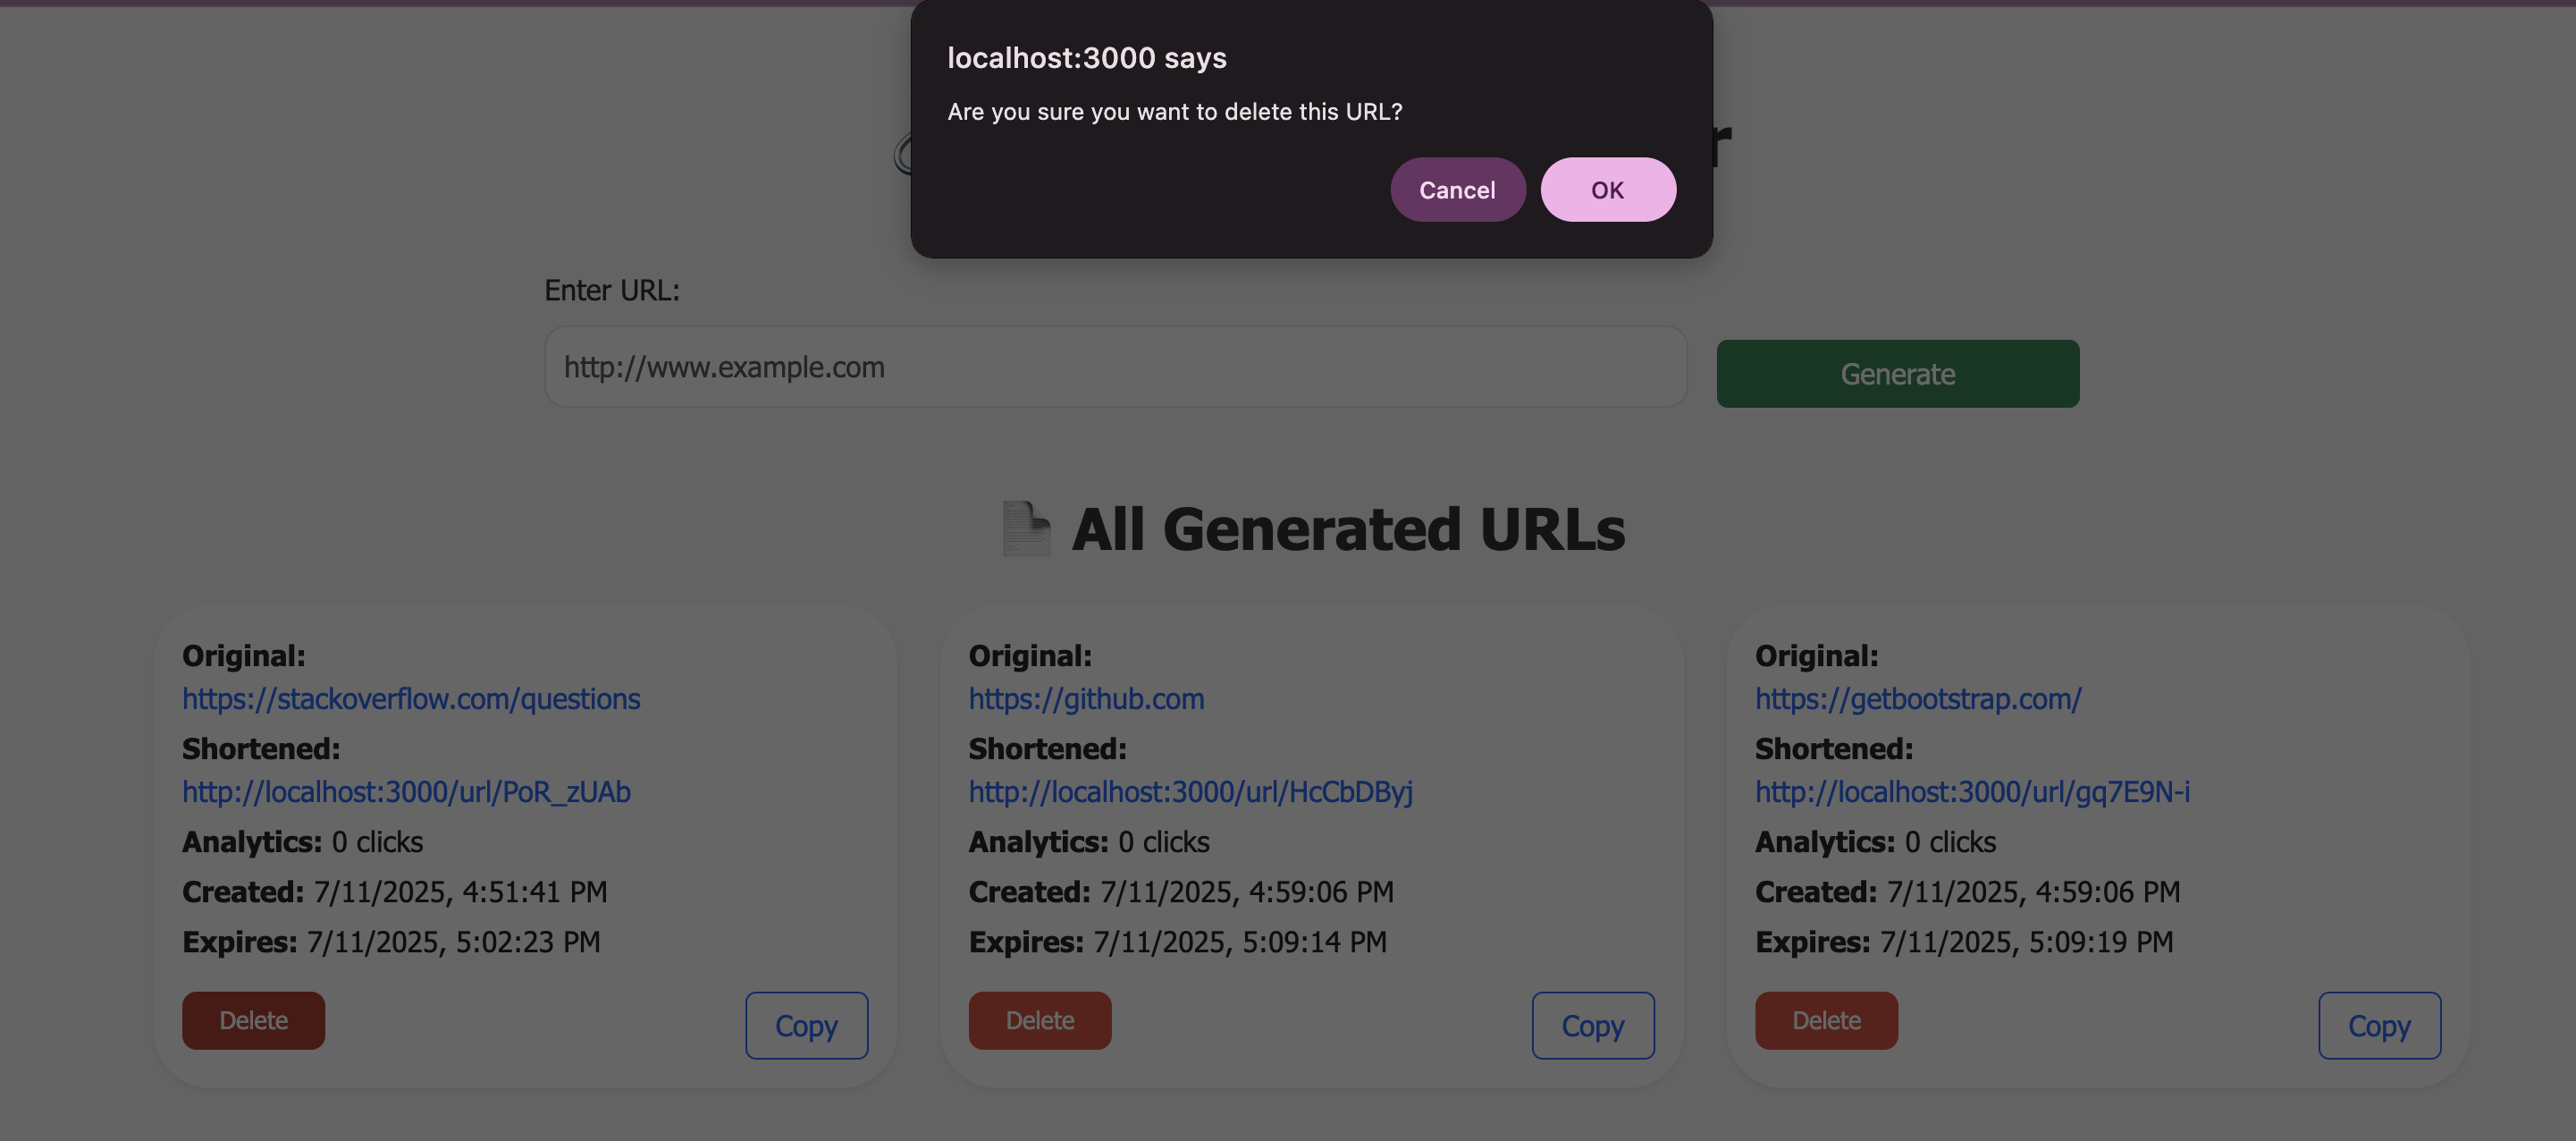 localhost:3000 says
Are you sure you want to delete this URL?
Cancel OK
Enter URL:
http://www.example.com
Generate
All Generated URLs
Original:
https://stackoverflow.com/questions
Shortened:
http://localhost:3000/url/PoR_zUAb
Analytics: 0 clicks
Created: 7/11/2025, 4:51:41 PM
Expires: 7/11/2025, 5:02:23 PM
Delete Copy
Original:
https://github.com
Shortened:
http://localhost:3000/url/HcCbDByj
Analytics: 0 clicks
Created: 7/11/2025, 4:59:06 PM
Expires: 7/11/2025, 5:09:14 PM
Delete Copy
Original:
https://getbootstrap.com/
Shortened:
http://localhost:3000/url/gq7E9N-i
Analytics: 0 clicks
Created: 7/11/2025, 4:59:06 PM
Expires: 7/11/2025, 5:09:19 PM
Delete Copy